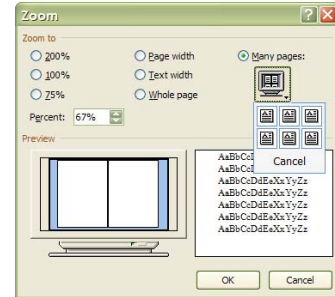 Zoom
Zoom to
200%
Page width
Many pages:
100%
Text width
75%
Whole page
Percent: 67%
Preview
Cancel
AaBbCcD
AaBbCcDdEeXxYyZz
AaBbCcDdEeXxYyZz
AaBbCcDdEeXxYyZz
AaBbCcDdEeXxYyZz
OK
Cancel